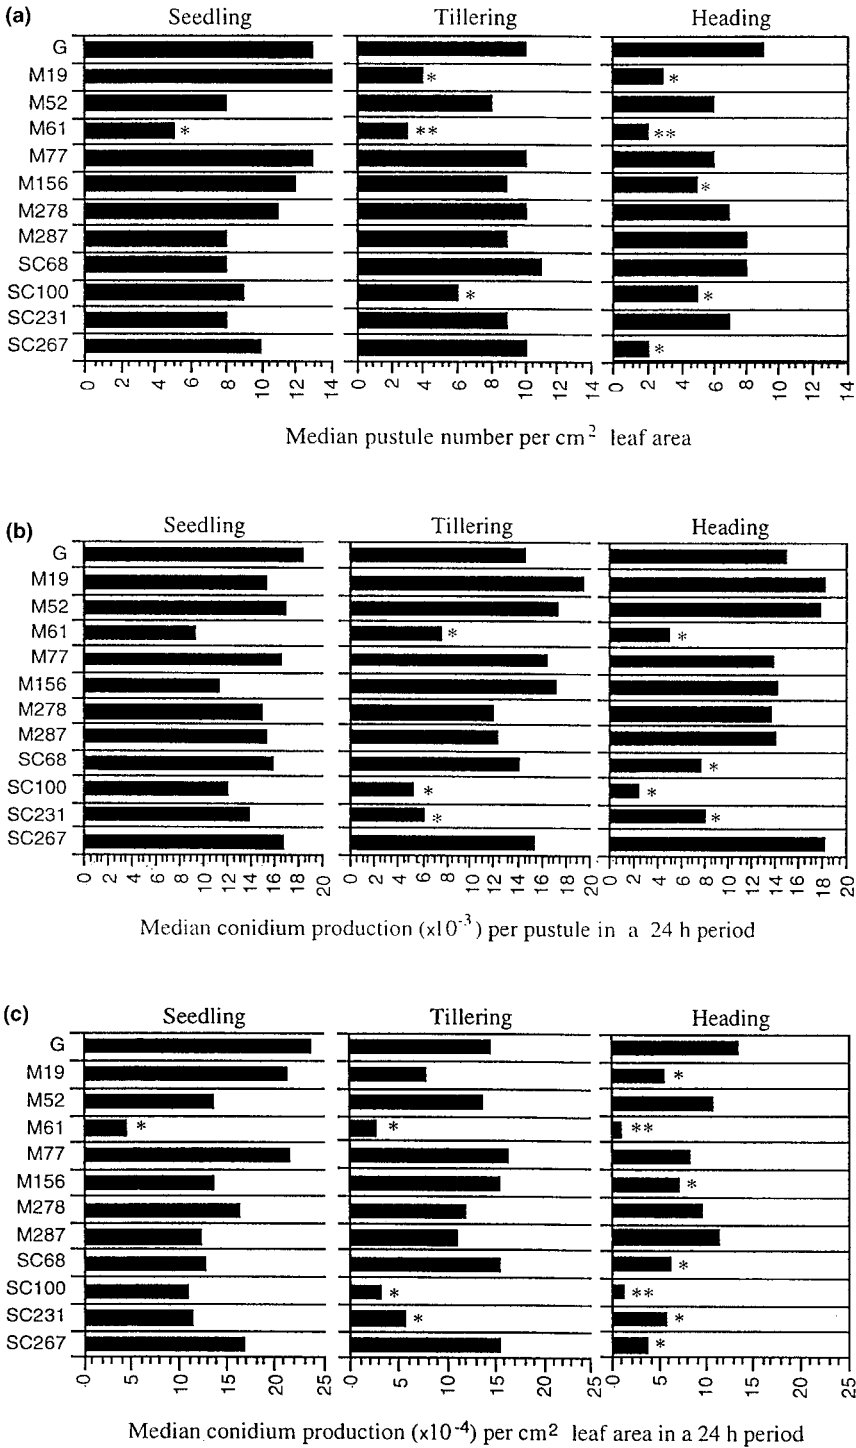 (a) Seedling Tillering Heading
G
M19 * *
M52
M61 * ** **
M77
M156 *
M278
M287
SC68
SC100 * *
SC231
SC267 *
0 2 4 6 8 10 12 14 0 2 4 6 8 10 12 14 0 2 4 6 8 10 12 14
Median pustule number per cm² leaf area
(b) Seedling Tillering Heading
G
M19
M52
M61 * *
M77
M156
M278
M287
SC68 *
SC100 * *
SC231 * *
SC267
0 2 4 6 8 10 12 14 16 18 20 0 2 4 6 8 10 12 14 16 18 20 0 2 4 6 8 10 12 14 16 18 20
Median conidium production (x10⁻³) per pustule in a 24 h period
(c) Seedling Tillering Heading
G
M19 *
M52
M61 * * **
M77
M156 *
M278
M287
SC68 *
SC100 * **
SC231 * *
SC267 *
0 5 10 15 20 25 0 5 10 15 20 25 0 5 10 15 20 25
Median conidium production (x10⁻⁴) per cm² leaf area in a 24 h period